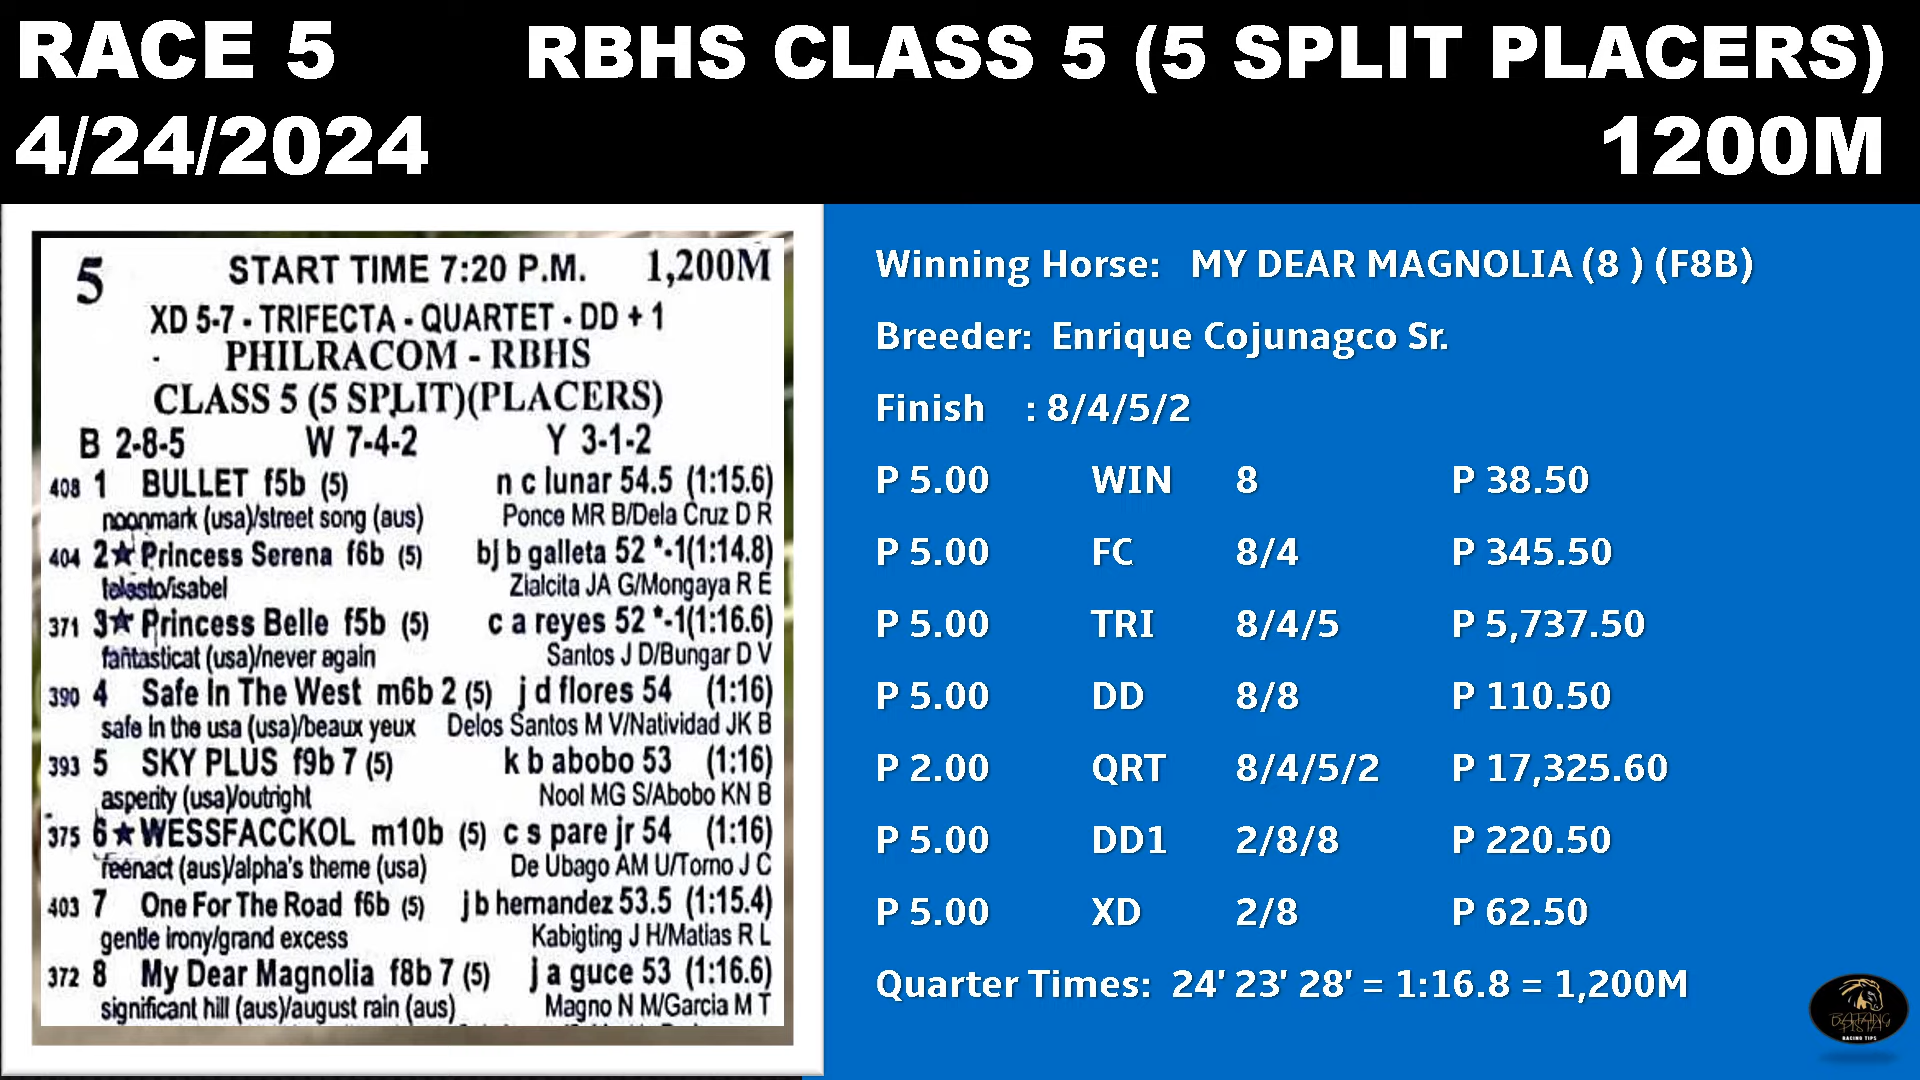 RACE 5 RBHS CLASS 5 (5 SPLIT PLACERS)
4/24/2024 1200M
5 START TIME 7:20 P.M. 1,200M
XD 5-7 - TRIFECTA - QUARTET - DD + 1
PHILRACOM - RBHS
CLASS 5 (5 SPLIT)(PLACERS)
B 2-8-5 W 7-4-2 Y 3-1-2
408 1 BULLET f5b (5) n c lunar 54.5 (1:15.6)
noonmark (usa)/street song (aus) Ponce MR B/Dela Cruz D R
404 2★ Princess Serena f6b (5) bj b galleta 52 *-1(1:14.8)
/isabel Zialcita JA G/Mongaya R E
371 3★ Princess Belle f5b (5) c a reyes 52 *-1(1:16.6)
fantasticat (usa)/never again Santos J D/Bungar D V
390 4 Safe In The West m6b 2 (5) j d flores 54 (1:16)
safe in the usa (usa)/beaux yeux Delos Santos M V/Natividad JK B
393 5 SKY PLUS f9b 7 (5) k b abobo 53 (1:16)
asperity (usa)/outright Nool MG S/Abobo KN B
375 6★ WESSFACCKOL m10b (5) c s pare jr 54 (1:16)
feenact (aus)/alpha's theme (usa) De Ubago AM U/Torno J C
403 7 One For The Road f6b (5) j b hernandez 53.5 (1:15.4)
gentle irony/grand excess Kabigting J H/Matias R L
372 8 My Dear Magnolia f8b 7 (5) j a guce 53 (1:16.6)
significant hill (aus)/august rain (aus) Magno N M/Garcia M T
Winning Horse: MY DEAR MAGNOLIA (8 ) (F8B)
Breeder: Enrique Cojunagco Sr.
Finish : 8/4/5/2
P 5.00 WIN 8 P 38.50
P 5.00 FC 8/4 P 345.50
P 5.00 TRI 8/4/5 P 5,737.50
P 5.00 DD 8/8 P 110.50
P 2.00 QRT 8/4/5/2 P 17,325.60
P 5.00 DD1 2/8/8 P 220.50
P 5.00 XD 2/8 P 62.50
Quarter Times: 24' 23' 28' = 1:16.8 = 1,200M
BATANG
PISTA
RACING TIPS